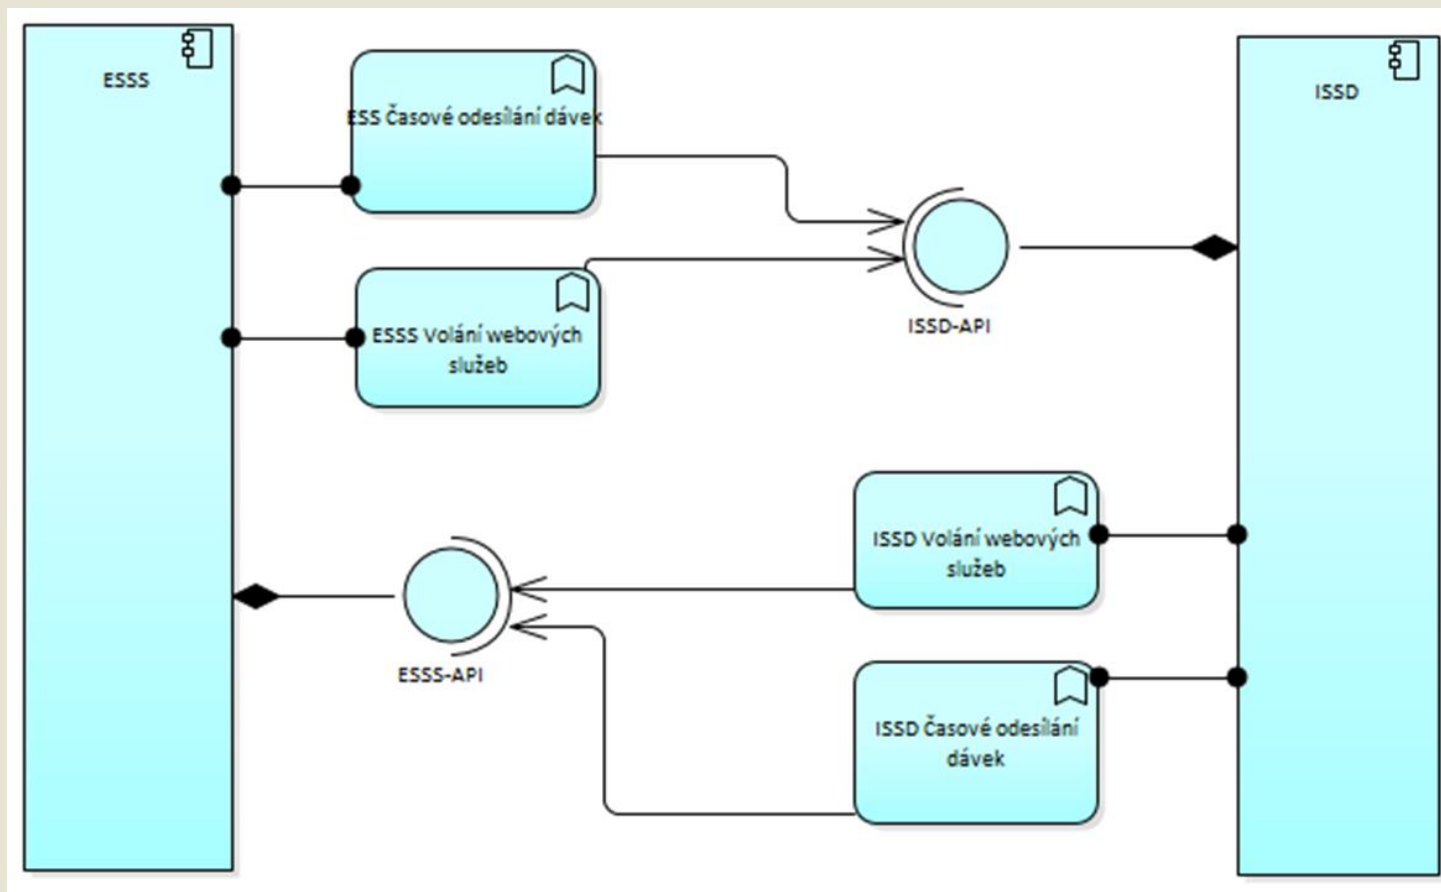 ESSS
ISSD
ESS Časové odesílání dávek
ESSS Volání webových
služeb
ISSD-API
ISSD Volání webových
služeb
ESSS-API
ISSD Časové odesílání
dávek